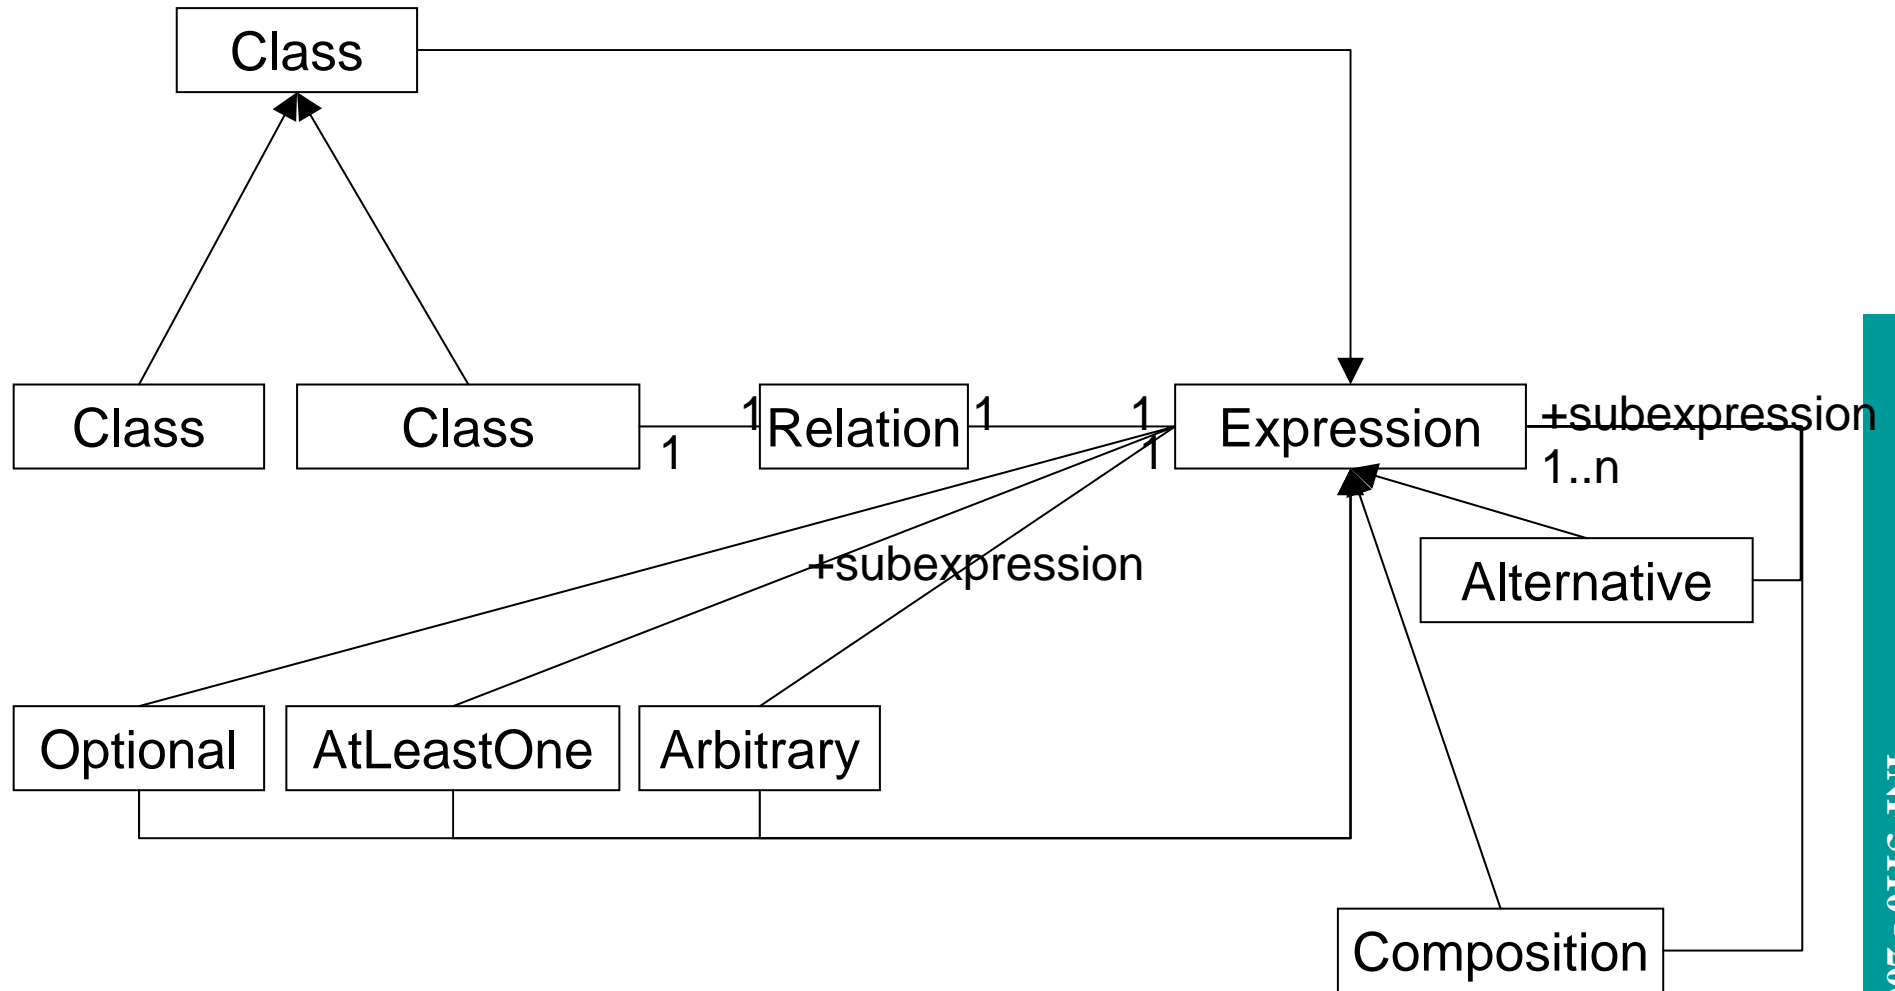 Class
Class
Class
1
1
Relation
1
1
1
Expression
+subexpression
1..n
+subexpression
Alternative
Optional
AtLeastOne
Arbitrary
Composition